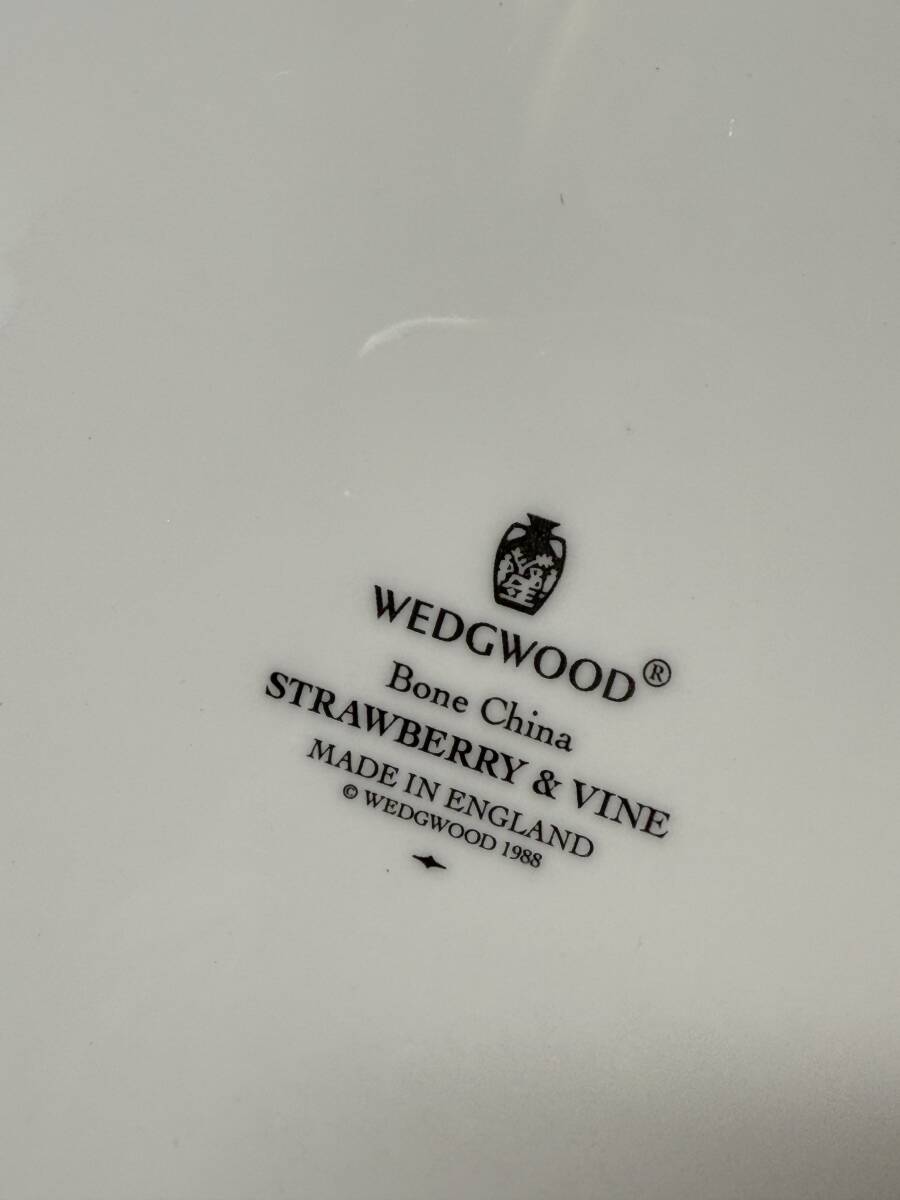 WEDGWOOD®
Bone China
STRAWBERRY & VINE
MADE IN ENGLAND
© WEDGWOOD 1988